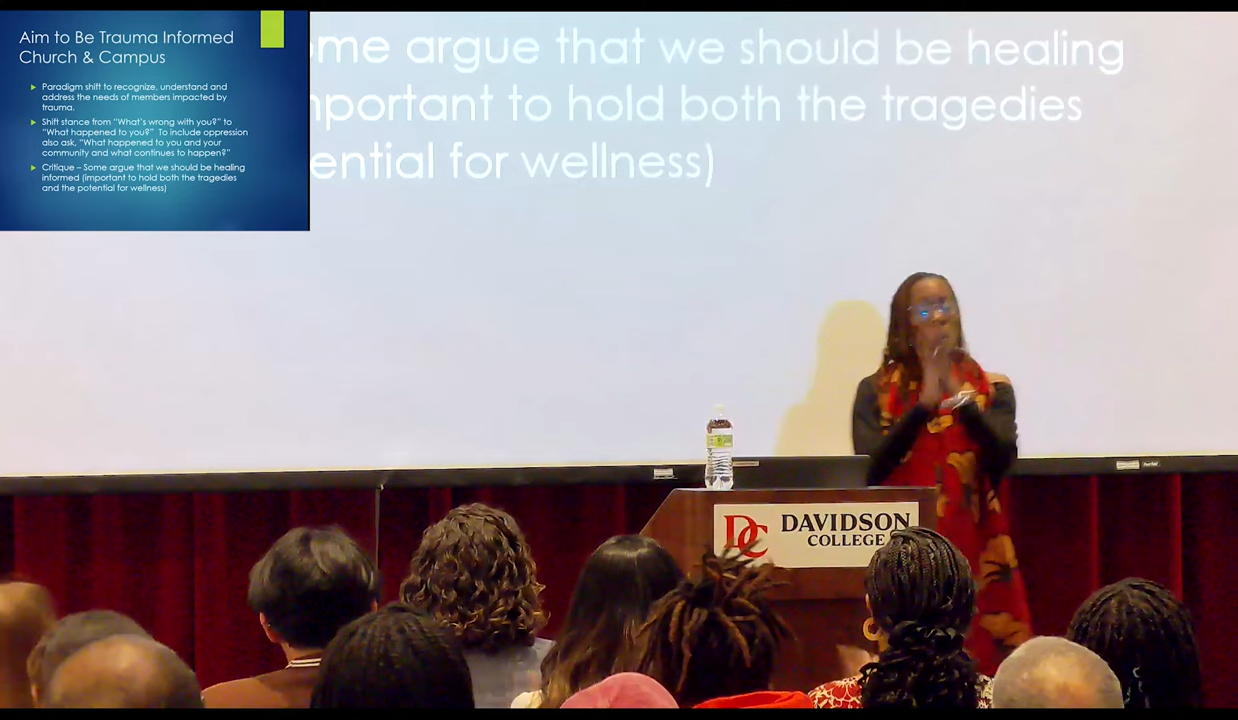 Aim to Be Trauma Informed
Church & Campus
Paradigm shift to recognize, understand and
address the needs of members impacted by
trauma.
Shift stance from “What’s wrong with you?” to
“What happened to you?” To include oppression
also ask, “What happened to you and your
community and what continues to happen?”
Critique – Some argue that we should be healing
informed (important to hold both the tragedies
and the potential for wellness)
me argue that we should be healing
portant to hold both the tragedies
ential for wellness)
DC DAVIDSON
COLLEGE